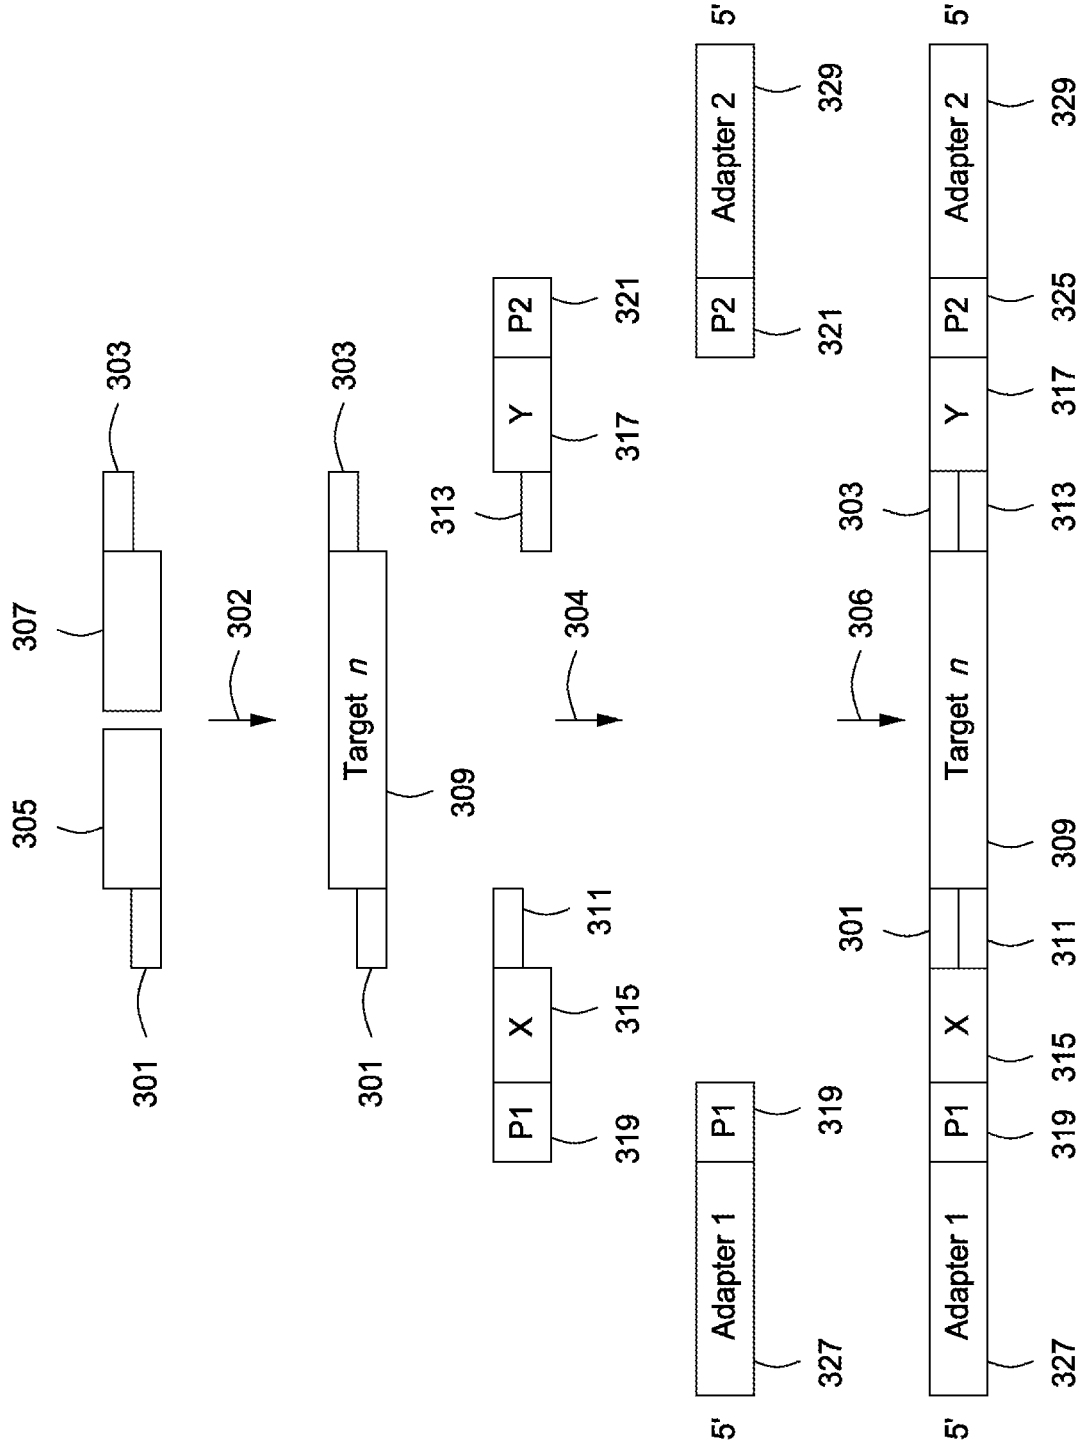 305 307
301 303
302
301 Target n 303
309
313
P1 X Y P2
319 315 311 304 317 321
5' Adapter 1 P1 P2 Adapter 2 5'
327 319 321 329
301 306 303
5' Adapter 1 P1 X Target n Y P2 Adapter 2 5'
327 319 315 311 309 313 317 325 329